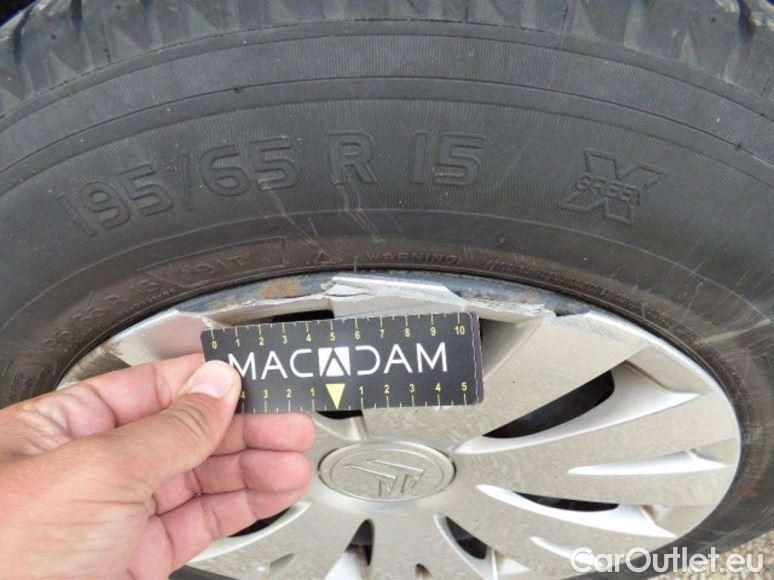 195/65 R 15
GREEN X
WARNING
0 1 2 3 4 5 6 7 8 9 10
MACADAM
4 3 2 1 1 2 3 4 5
CarOutlet.eu